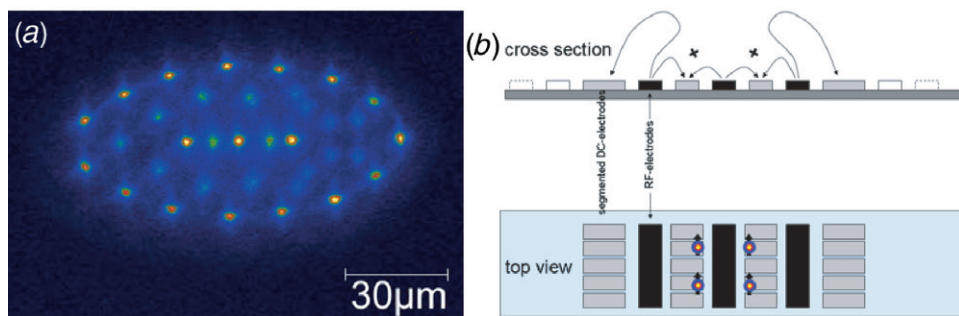 (a)
30µm
(b)
cross section
segmented DC-electrodes
RF-electrodes
top view